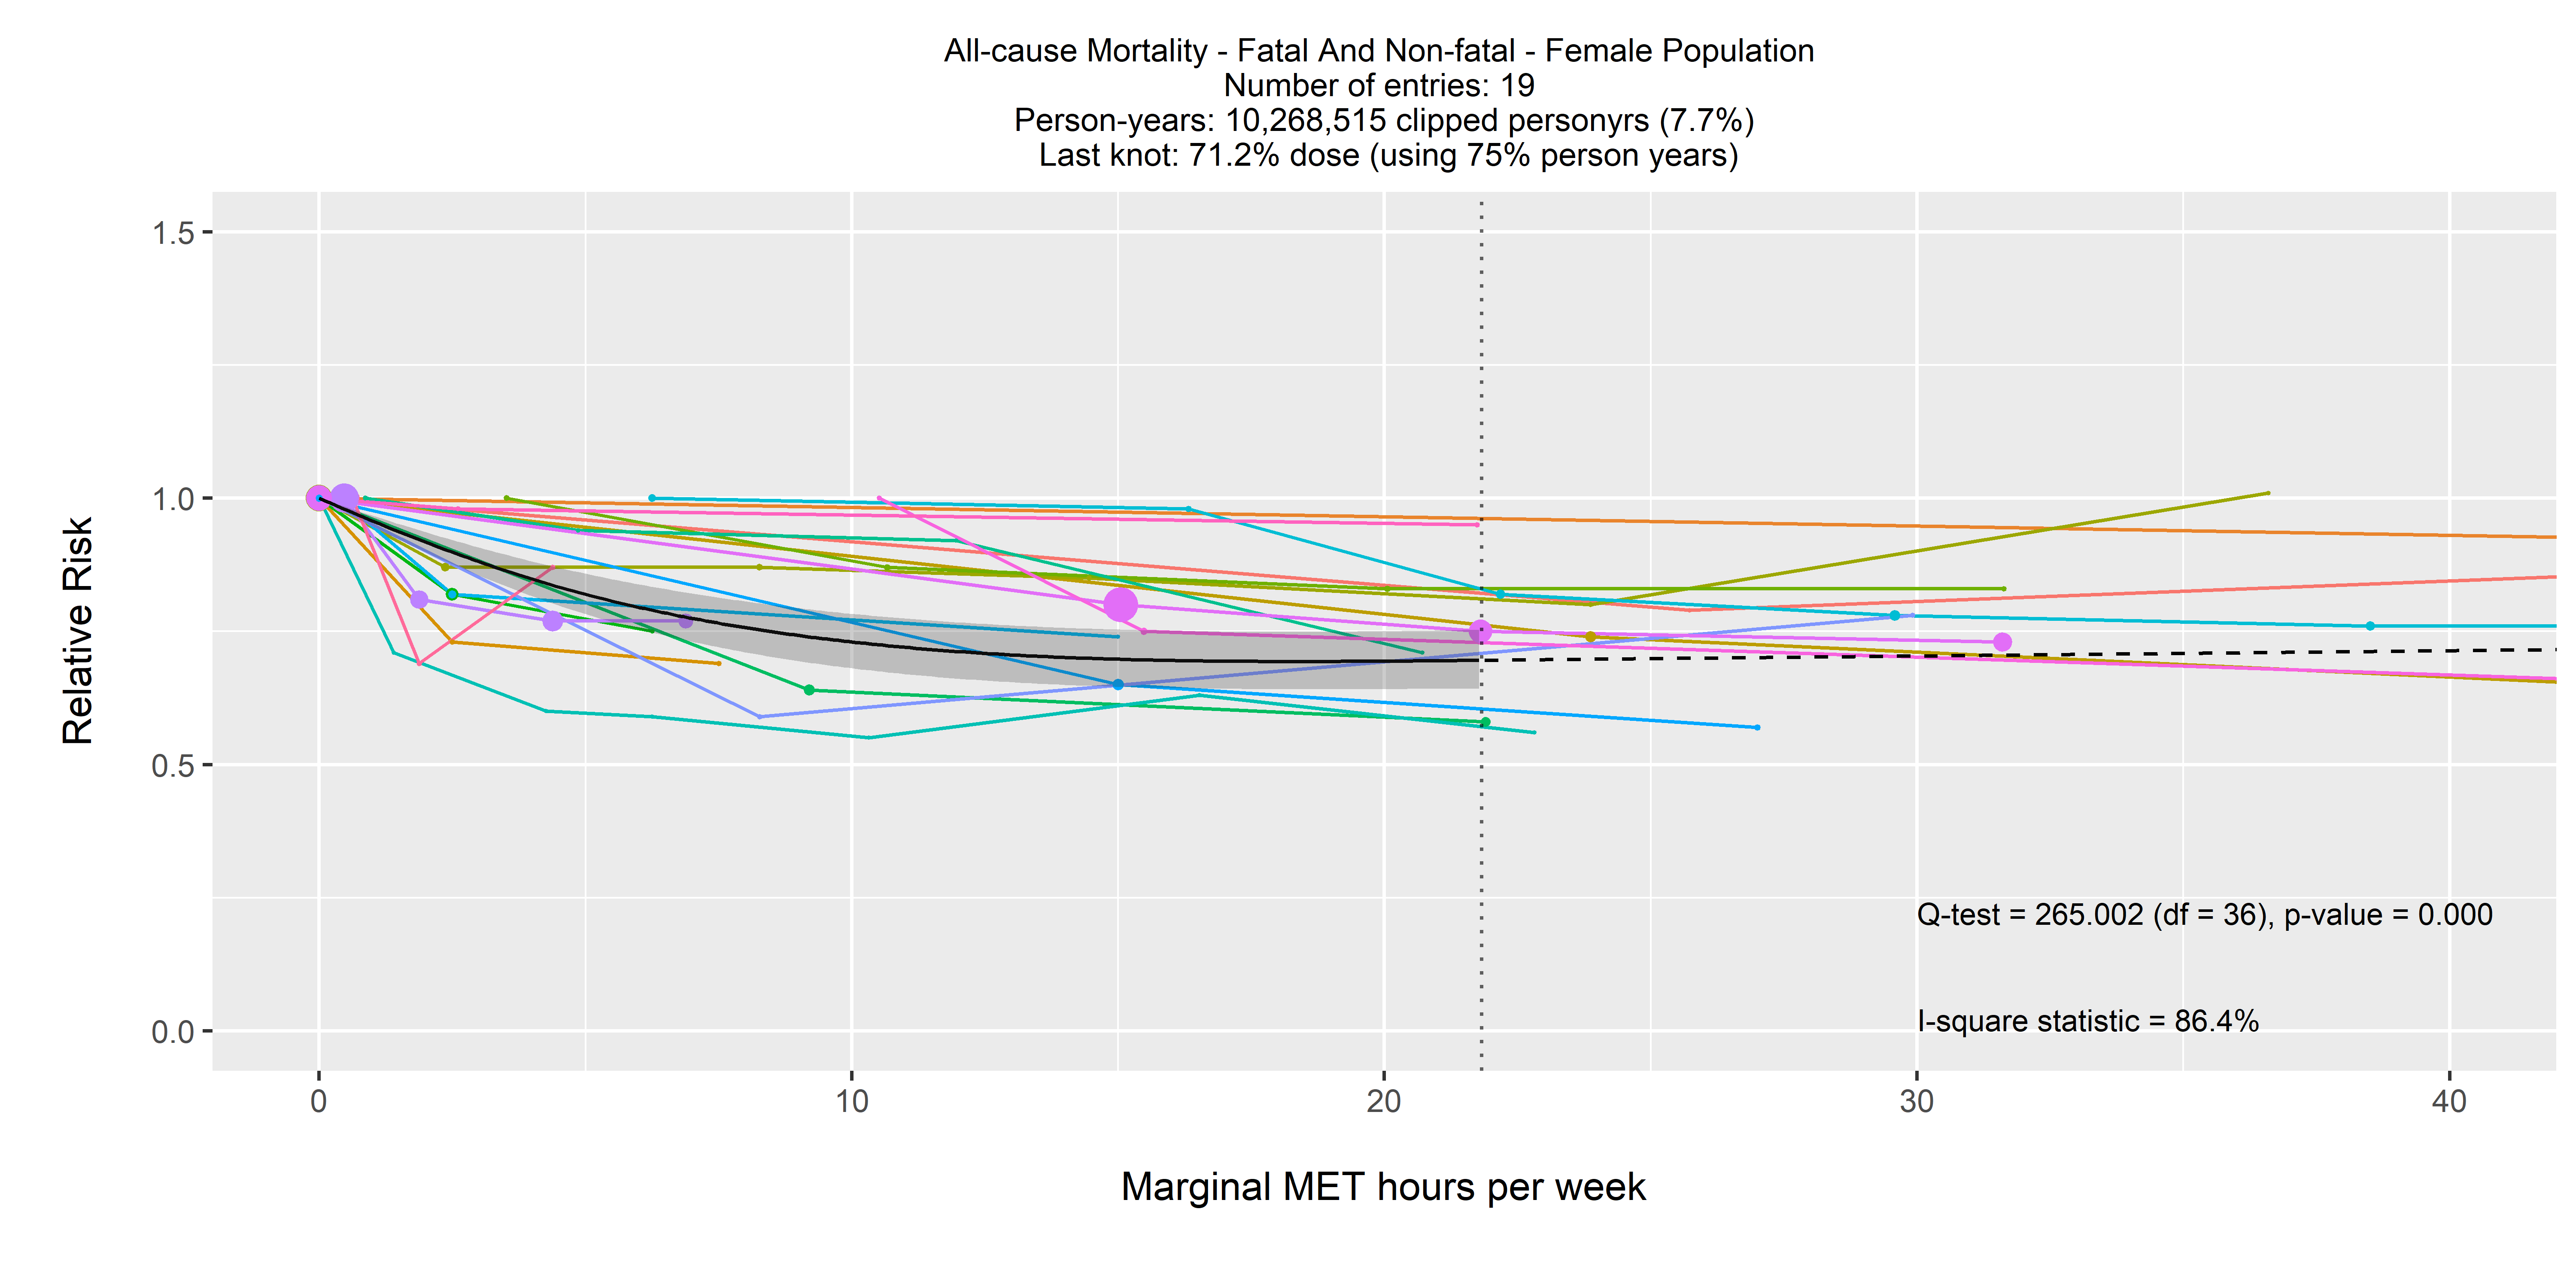 All-cause Mortality - Fatal And Non-fatal - Female Population
Number of entries: 19
Person-years: 10,268,515 clipped personyrs (7.7%)
Last knot: 71.2% dose (using 75% person years)
1.5
1.0
0.5
0.0
Relative Risk
Q-test = 265.002 (df = 36), p-value = 0.000
I-square statistic = 86.4%
0 10 20 30 40
Marginal MET hours per week